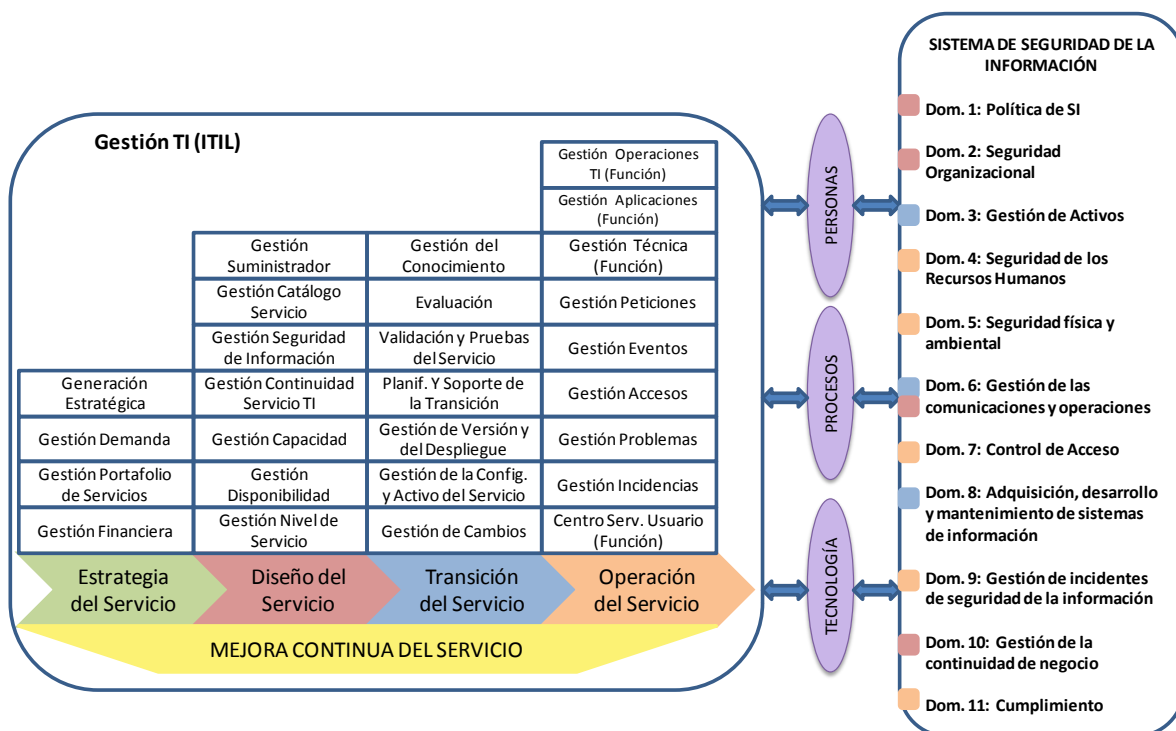 Gestión TI (ITIL)
Generación
Estratégica
Gestión Demanda
Gestión Portafolio
de Servicios
Gestión Financiera
Gestión
Suministrador
Gestión Catálogo
Servicio
Gestión Seguridad
de Información
Gestión Continuidad
Servicio TI
Gestión Capacidad
Gestión
Disponibilidad
Gestión Nivel de
Servicio
Gestión del
Conocimiento
Evaluación
Validación y Pruebas
del Servicio
Planif. Y Soporte de
la Transición
Gestión de Versión y
del Despliegue
Gestión de la Config.
y Activo del Servicio
Gestión de Cambios
Gestión Operaciones
TI (Función)
Gestión Aplicaciones
(Función)
Gestión Técnica
(Función)
Gestión Peticiones
Gestión Eventos
Gestión Accesos
Gestión Problemas
Gestión Incidencias
Centro Serv. Usuario
(Función)
Estrategia
del Servicio
Diseño del
Servicio
Transición
del Servicio
Operación
del Servicio
MEJORA CONTINUA DEL SERVICIO
PERSONAS
PROCESOS
TECNOLOGÍA
SISTEMA DE SEGURIDAD DE LA
INFORMACIÓN
Dom. 1: Política de SI
Dom. 2: Seguridad
Organizacional
Dom. 3: Gestión de Activos
Dom. 4: Seguridad de los
Recursos Humanos
Dom. 5: Seguridad física y
ambiental
Dom. 6: Gestión de las
comunicaciones y operaciones
Dom. 7: Control de Acceso
Dom. 8: Adquisición, desarrollo
y mantenimiento de sistemas
de información
Dom. 9: Gestión de incidentes
de seguridad de la información
Dom. 10: Gestión de la
continuidad de negocio
Dom. 11: Cumplimiento